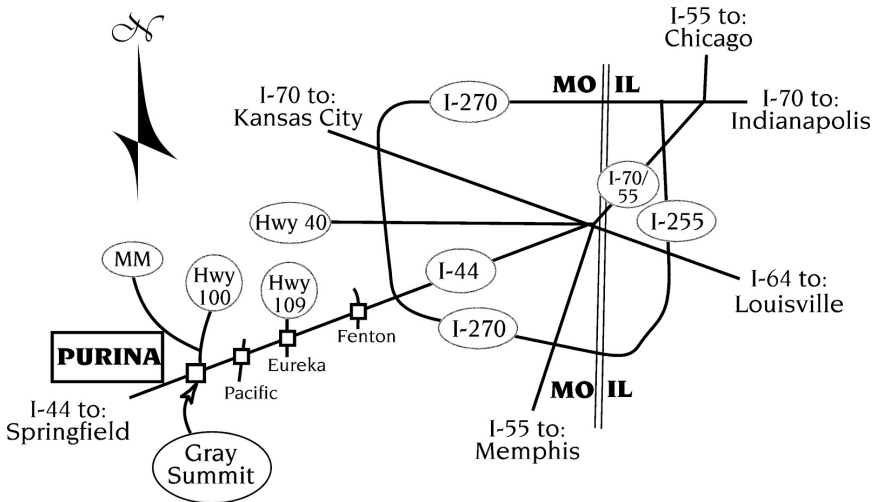 N
I-55 to:
Chicago
MO IL
I-70 to:
Kansas City
I-270
I-70 to:
Indianapolis
I-70/
55
Hwy 40
I-255
MM
Hwy
100
Hwy
109
I-44
I-64 to:
Louisville
Fenton
I-270
PURINA
Eureka
Pacific
MO IL
I-44 to:
Springfield
I-55 to:
Memphis
Gray
Summit